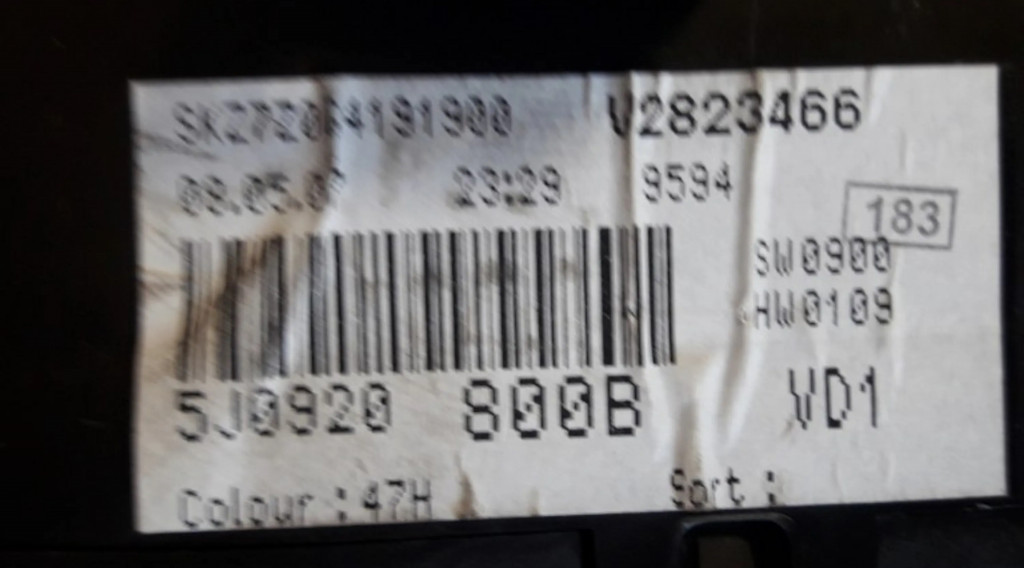 V2823466
23:29 9594
183
SW0900
HW0109
5J0920 800B VD1
Colour : 47H Sort :